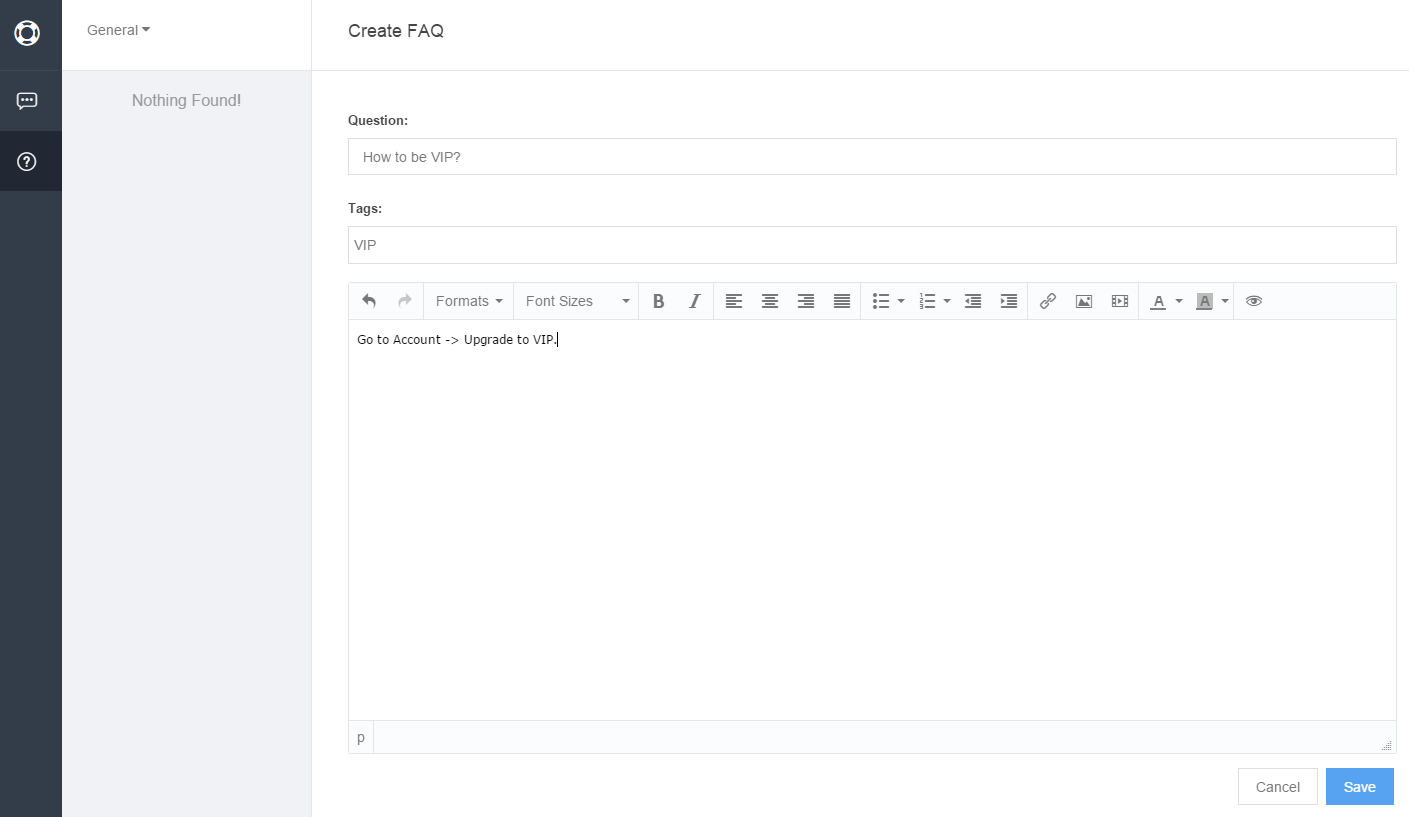 General
Create FAQ
Nothing Found!
Question:
How to be VIP?
Tags:
VIP
Formats
Font Sizes
B I
A A
Go to Account -> Upgrade to VIP.
p
Cancel Save